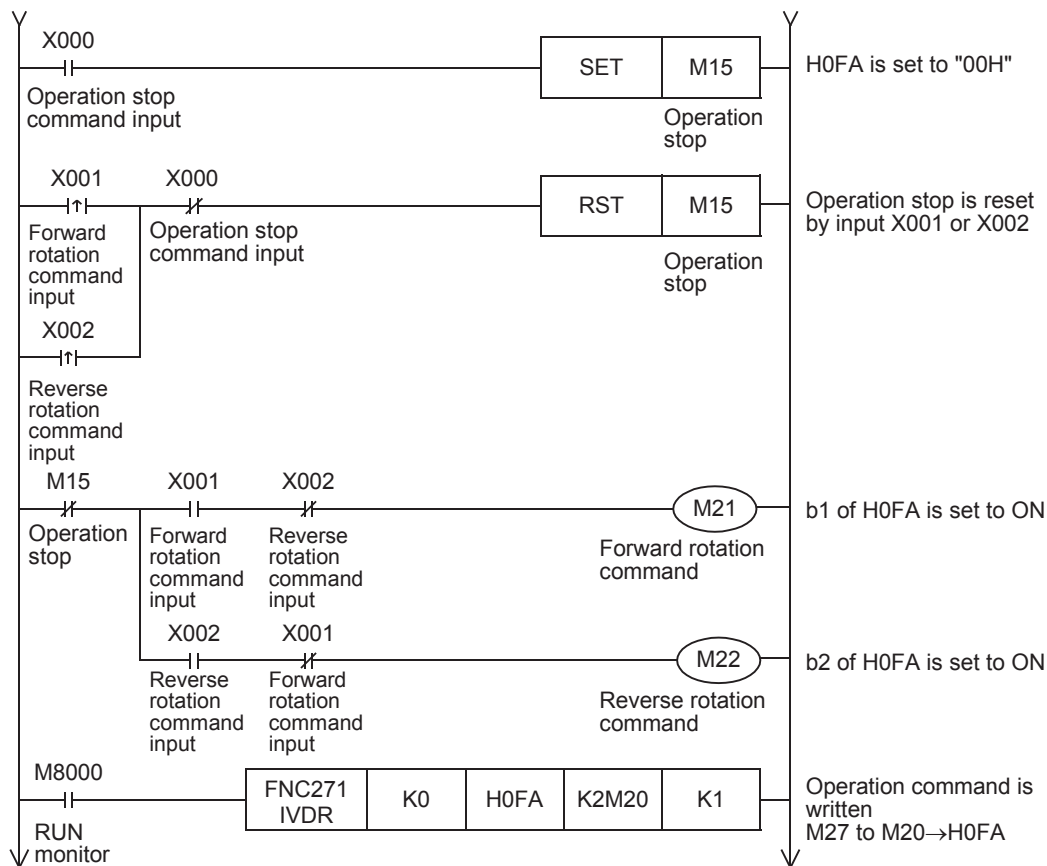 X000
SET M15
H0FA is set to "00H"
Operation stop
command input
Operation
stop
X001 X000
RST M15
Operation stop is reset
by input X001 or X002
Forward
rotation
command
input
Operation stop
command input
Operation
stop
X002
Reverse
rotation
command
input
M15 X001 X002
M21
b1 of H0FA is set to ON
Operation
stop
Forward
rotation
command
input
Reverse
rotation
command
input
Forward rotation
command
X002 X001
M22
b2 of H0FA is set to ON
Reverse
rotation
command
input
Forward
rotation
command
input
Reverse rotation
command
M8000
FNC271
IVDR
K0 H0FA K2M20 K1
Operation command is
written
M27 to M20→H0FA
RUN
monitor